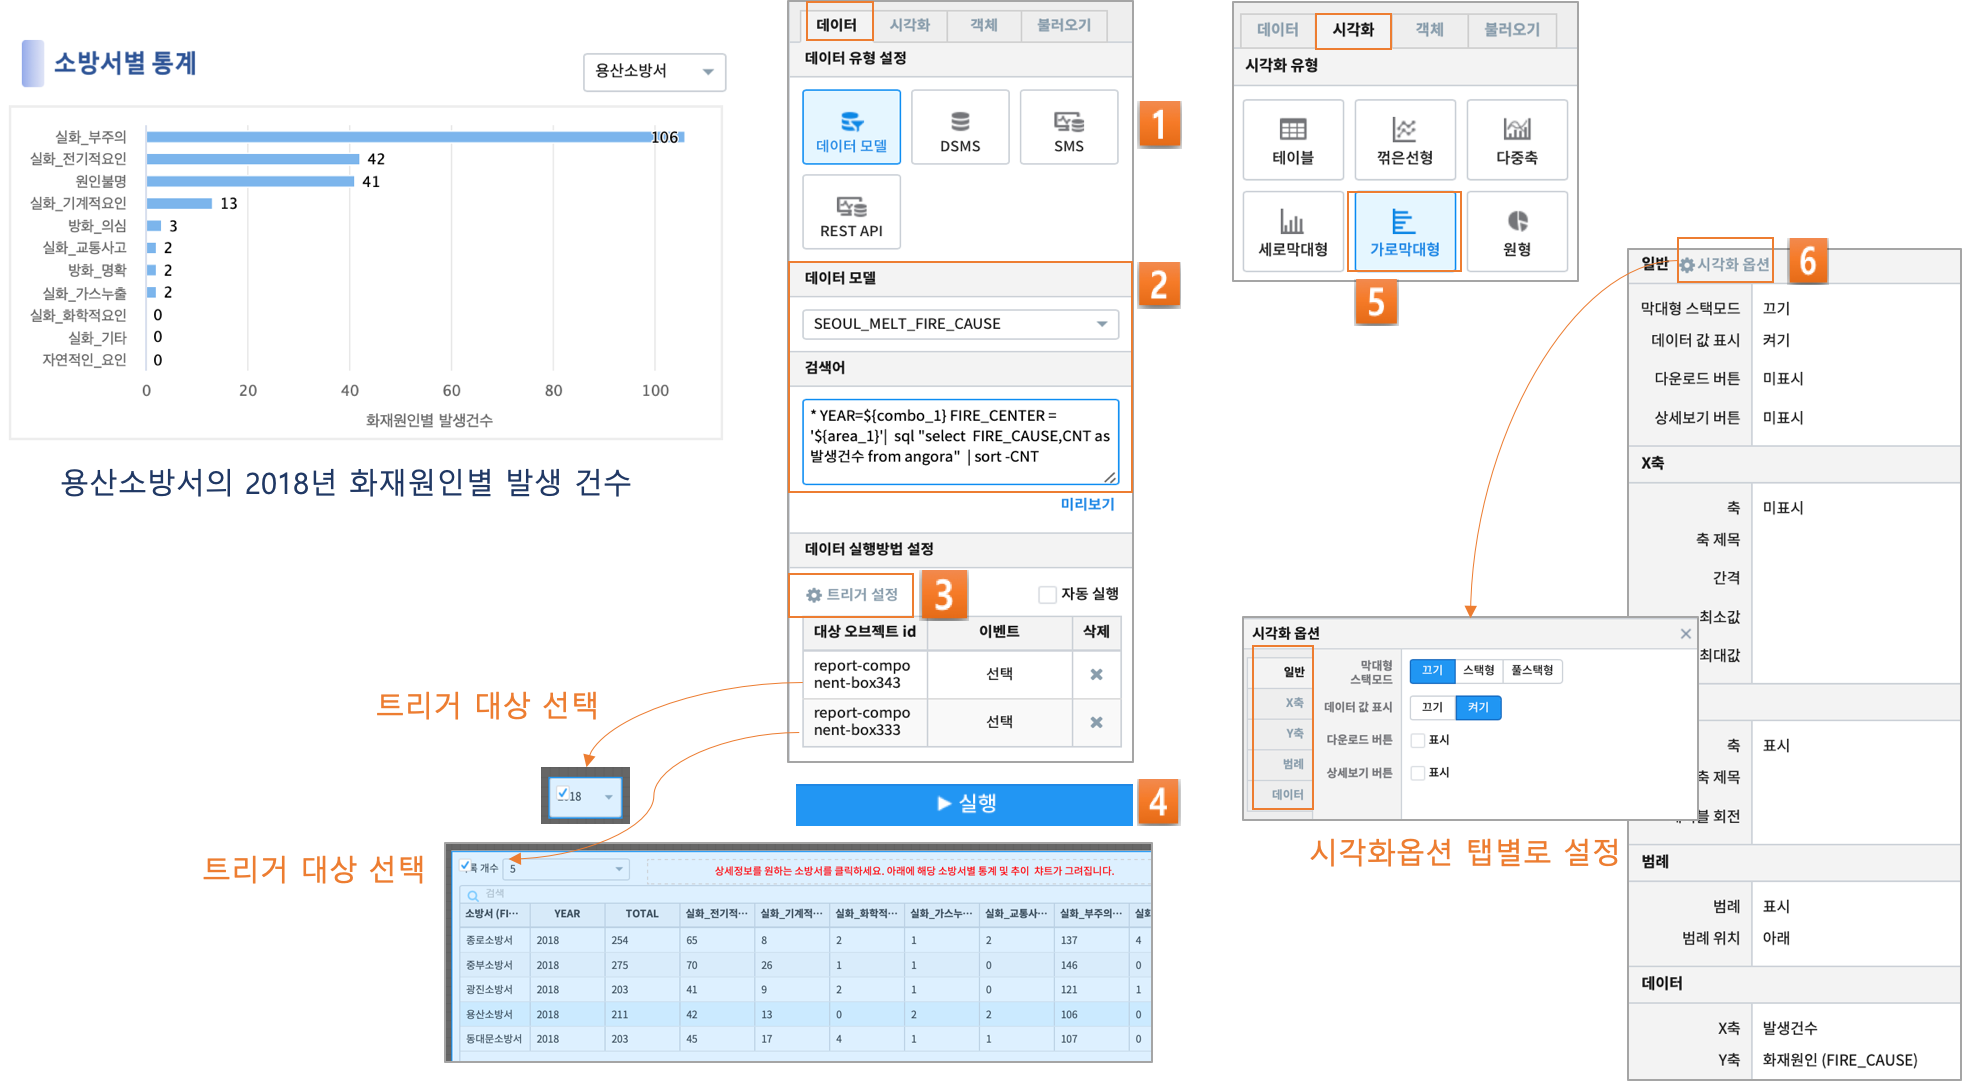 소방서별 통계
용산소방서
실화_부주의 106
실화_전기적요인 42
원인불명 41
실화_기계적요인 13
방화_의심 3
실화_교통사고 2
방화_명확 2
실화_가스누출 2
실화_화학적요인 0
실화_기타 0
자연적인_요인 0
0 20 40 60 80 100
화재원인별 발생건수
용산소방서의 2018년 화재원인별 발생 건수
데이터 시각화 객체 불러오기
데이터 유형 설정
데이터 모델 DSMS SMS
REST API
1
데이터 모델
2
SEOUL_MELT_FIRE_CAUSE
검색어
* YEAR=${combo_1} FIRE_CENTER =
'${area_1}'| sql "select FIRE_CAUSE,CNT as
발생건수 from angora" | sort -CNT
미리보기
데이터 실행방법 설정
트리거 설정
3
자동 실행
대상 오브젝트 id 이벤트 삭제
report-compo
nent-box343
선택
report-compo
nent-box333
선택
실행
4
트리거 대상 선택
18
트리거 대상 선택
록 개수 5
상세정보를 원하는 소방서를 클릭하세요. 아래에 해당 소방서별 통계 및 추이 차트가 그려집니다.
검색
소방서 (FI··· YEAR TOTAL 실화_전기적··· 실화_기계적··· 실화_화학적··· 실화_가스누··· 실화_교통사··· 실화_부주의··· 실화
종로소방서 2018 254 65 8 2 1 2 137 4
중부소방서 2018 275 70 26 1 1 0 146 0
광진소방서 2018 203 41 9 2 1 0 121 1
용산소방서 2018 211 42 13 0 2 2 106 0
동대문소방서 2018 203 45 17 4 1 1 107 0
데이터 시각화 객체 불러오기
시각화 유형
테이블 꺾은선형 다중축
세로막대형 가로막대형 원형
5
일반 시각화 옵션
6
막대형 스택모드 끄기
데이터 값 표시 켜기
다운로드 버튼 미표시
상세보기 버튼 미표시
X축
축 미표시
축 제목
간격
최소값
최대값
축 표시
축 제목
블 회전
범례
범례 표시
범례 위치 아래
데이터
X축 발생건수
Y축 화재원인 (FIRE_CAUSE)
시각화 옵션
일반
X축
Y축
범례
데이터
막대형
스택모드
끄기 스택형 풀스택형
데이터 값 표시 끄기 켜기
다운로드 버튼 표시
상세보기 버튼 표시
시각화옵션 탭별로 설정